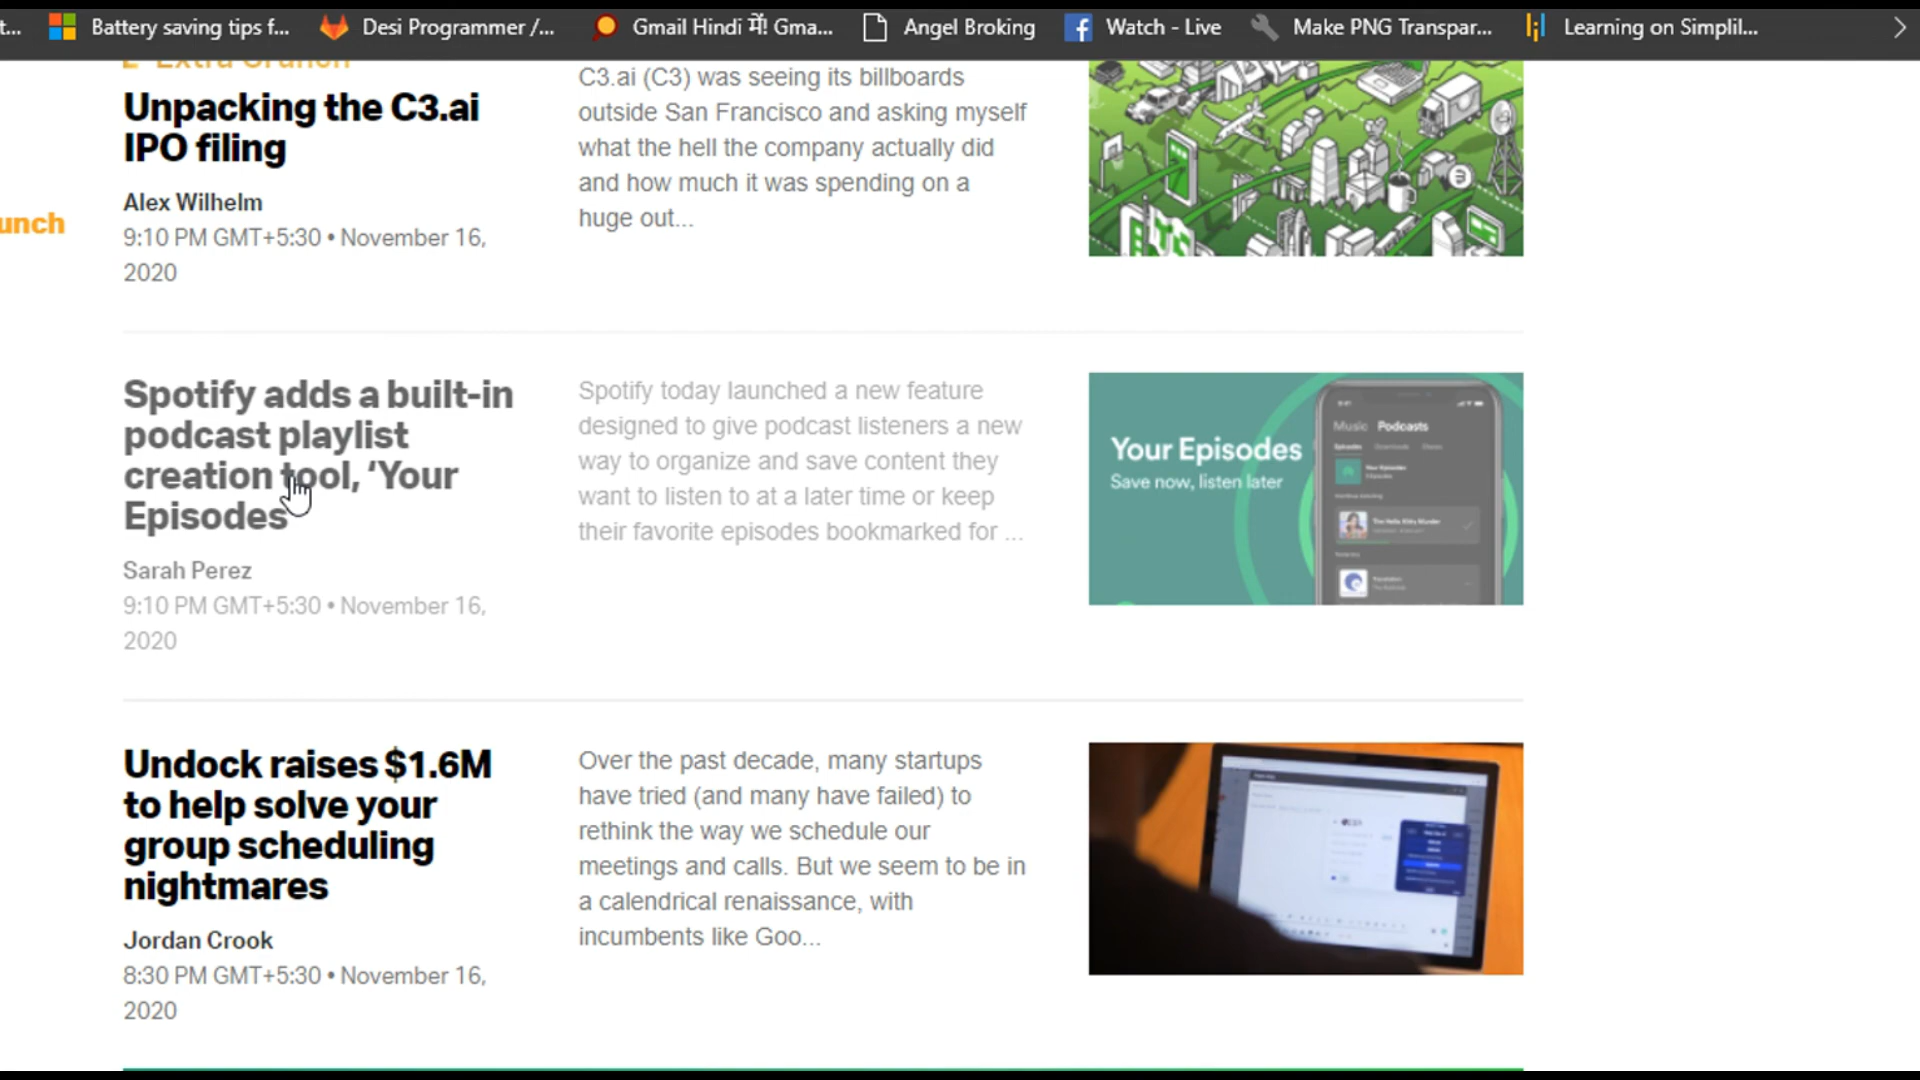 t...
Battery saving tips f...
Desi Programmer /...
Gmail Hindi में! Gma...
Angel Broking
Watch - Live
Make PNG Transpar...
Learning on Simplil...
Extra Crunch
Unpacking the C3.ai
IPO filing
Alex Wilhelm
9:10 PM GMT+5:30 • November 16,
2020
unch
C3.ai (C3) was seeing its billboards
outside San Francisco and asking myself
what the hell the company actually did
and how much it was spending on a
huge out...
Spotify adds a built-in
podcast playlist
creation tool, ‘Your
Episodes
Sarah Perez
9:10 PM GMT+5:30 • November 16,
2020
Spotify today launched a new feature
designed to give podcast listeners a new
way to organize and save content they
want to listen to at a later time or keep
their favorite episodes bookmarked for ...
Your Episodes
Save now, listen later
Music Podcasts
Episodes Downloads Shows
Your Episodes
Undock raises $1.6M
to help solve your
group scheduling
nightmares
Jordan Crook
8:30 PM GMT+5:30 • November 16,
2020
Over the past decade, many startups
have tried (and many have failed) to
rethink the way we schedule our
meetings and calls. But we seem to be in
a calendrical renaissance, with
incumbents like Goo...